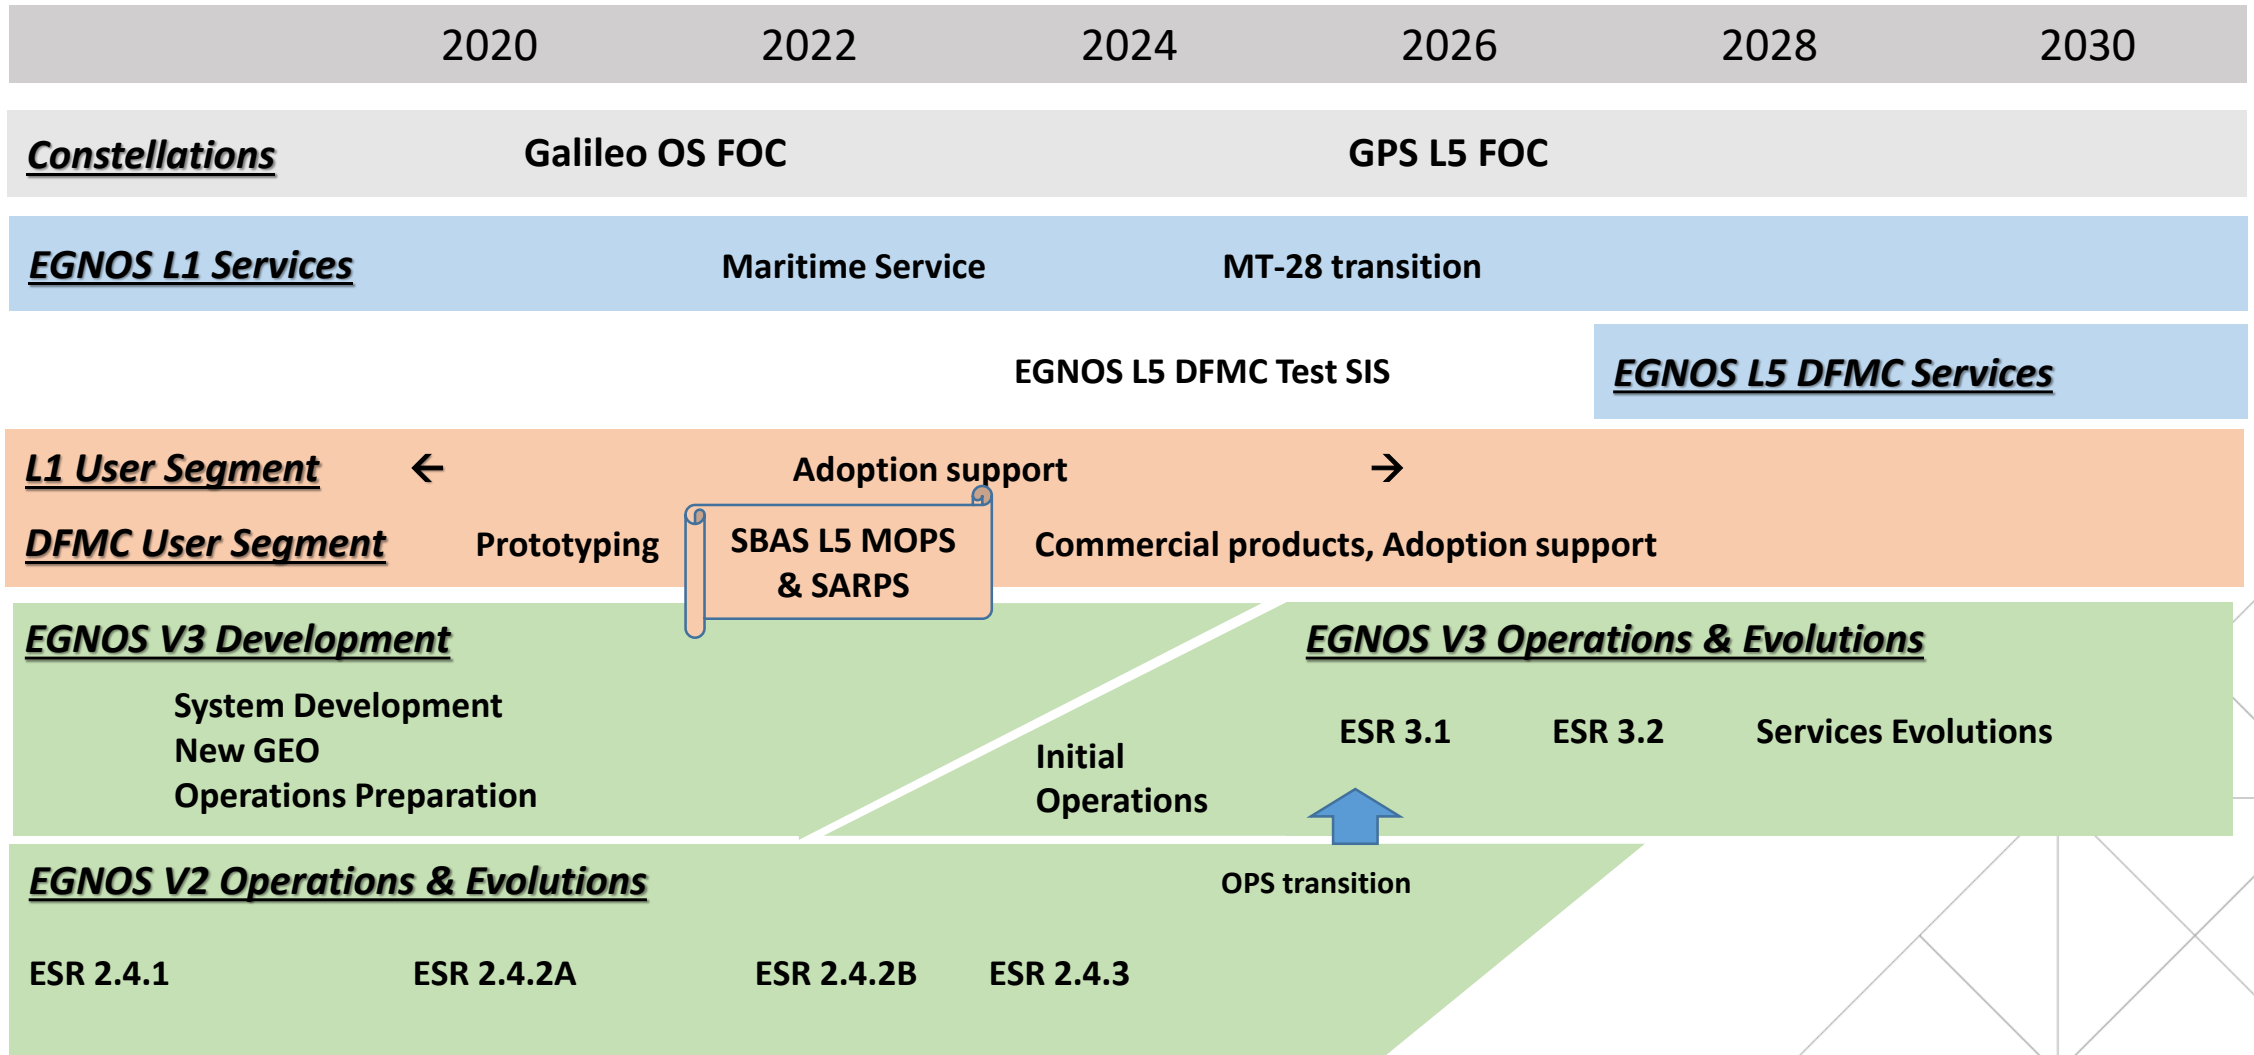 2020 2022 2024 2026 2028 2030
Constellations Galileo OS FOC GPS L5 FOC
EGNOS L1 Services Maritime Service MT-28 transition
EGNOS L5 DFMC Test SIS EGNOS L5 DFMC Services
L1 User Segment ← Adoption support →
DFMC User Segment Prototyping SBAS L5 MOPS Commercial products, Adoption support
& SARPS
EGNOS V3 Development EGNOS V3 Operations & Evolutions
System Development
New GEO
Operations Preparation
Initial
Operations
ESR 3.1 ESR 3.2 Services Evolutions
EGNOS V2 Operations & Evolutions OPS transition
ESR 2.4.1 ESR 2.4.2A ESR 2.4.2B ESR 2.4.3